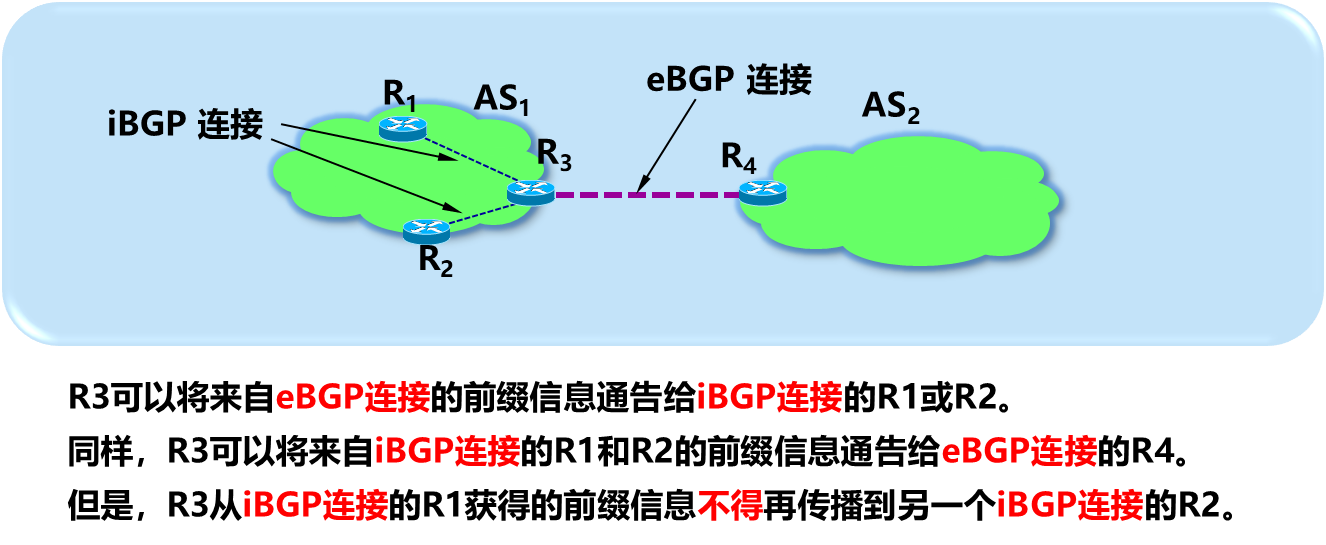 eBGP 连接
R1
AS1
AS2
iBGP 连接
R3
R4
R2
R3可以将来自eBGP连接的前缀信息通告给iBGP连接的R1或R2。
同样，R3可以将来自iBGP连接的R1和R2的前缀信息通告给eBGP连接的R4。
但是，R3从iBGP连接的R1获得的前缀信息不得再传播到另一个iBGP连接的R2。